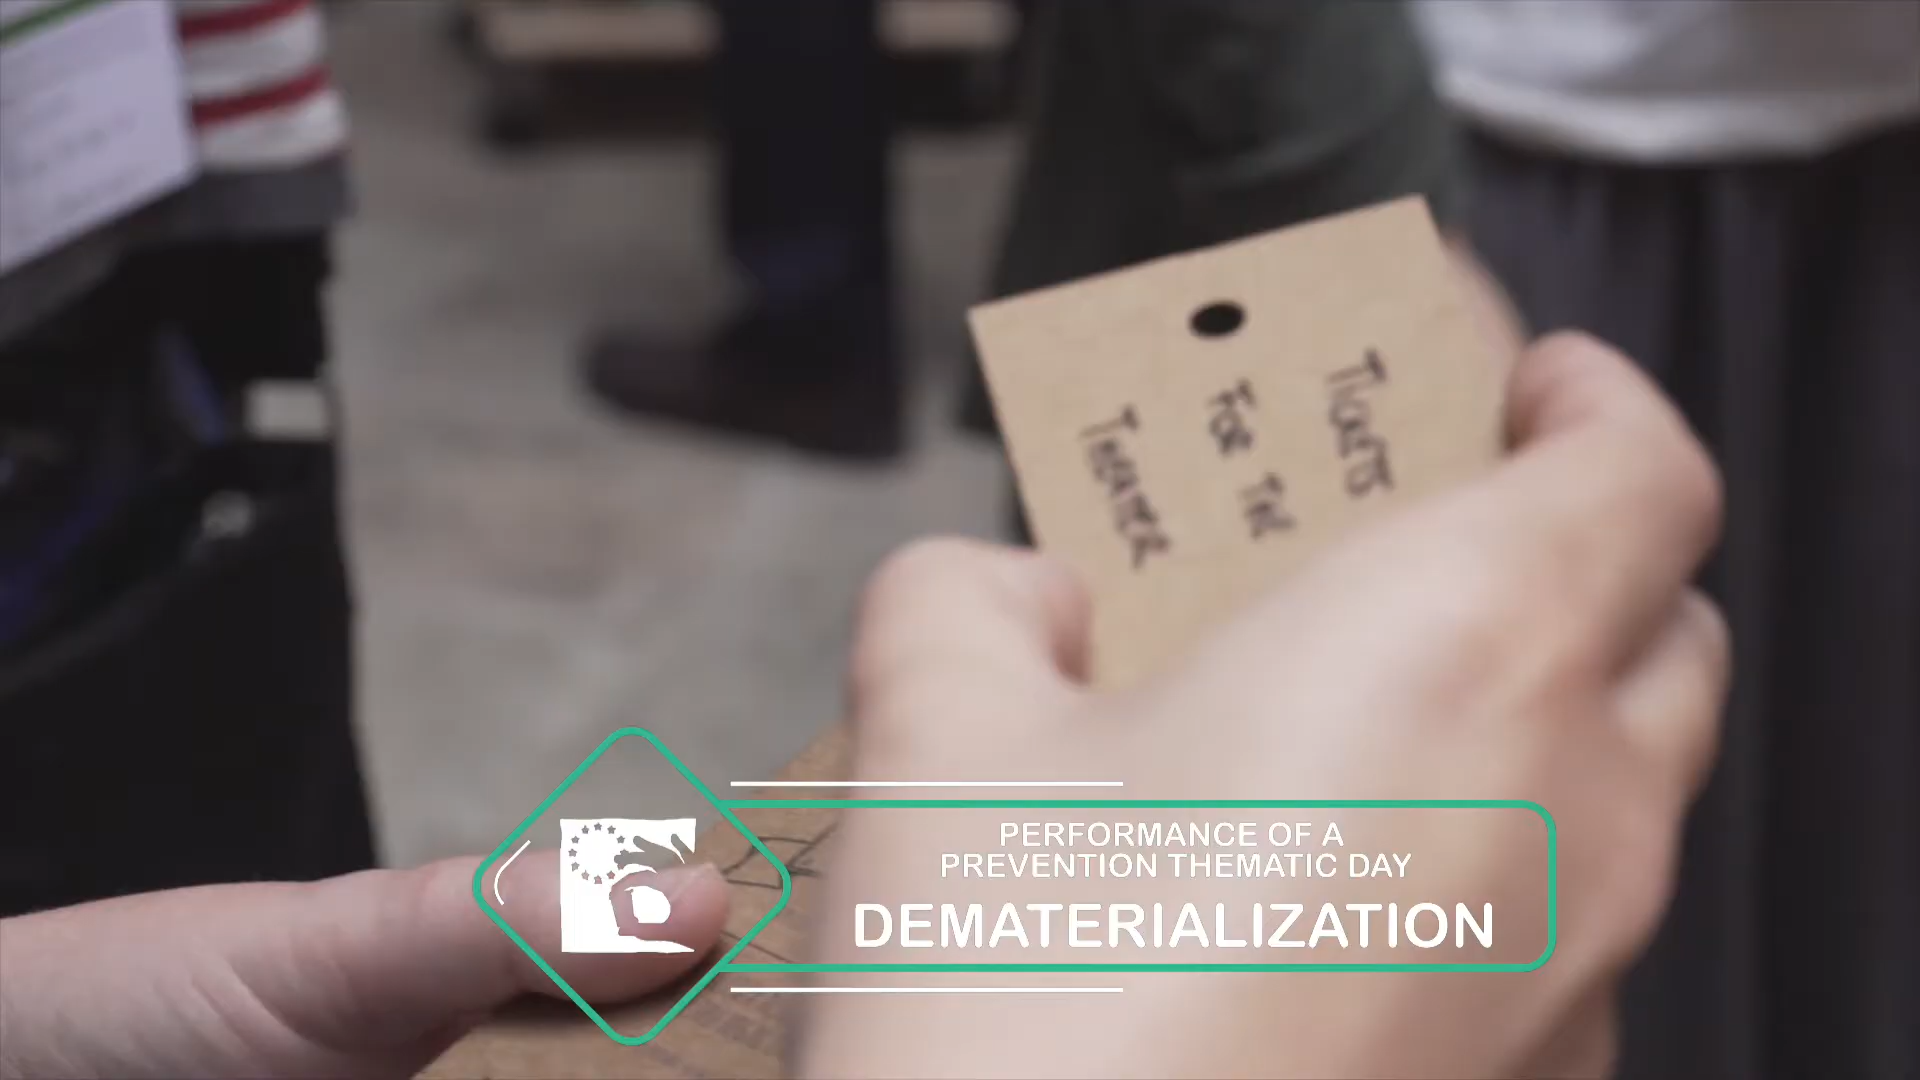 TICKETS
FOR THE
THEATER
PERFORMANCE OF A
PREVENTION THEMATIC DAY
DEMATERIALIZATION